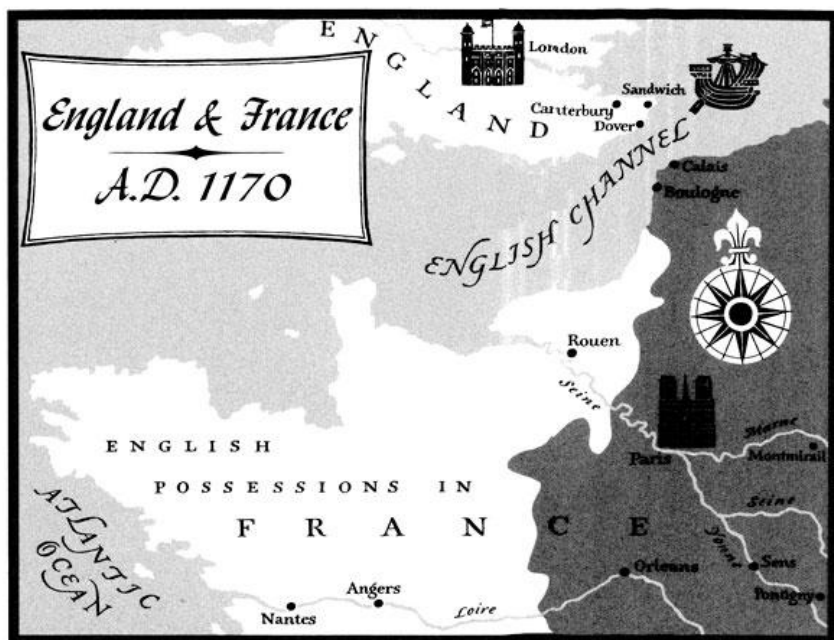 England & France
A.D. 1170
ENGLAND
London
Sandwich
Canterbury
Dover
ENGLISH CHANNEL
Calais
Boulogne
Rouen
Seine
Paris
Marne
Montmirail
Seine
Yonne
Sens
Pontigny
ENGLISH
POSSESSIONS IN
FRANCE
Orleans
Loire
Angers
Nantes
ATLANTIC
OCEAN